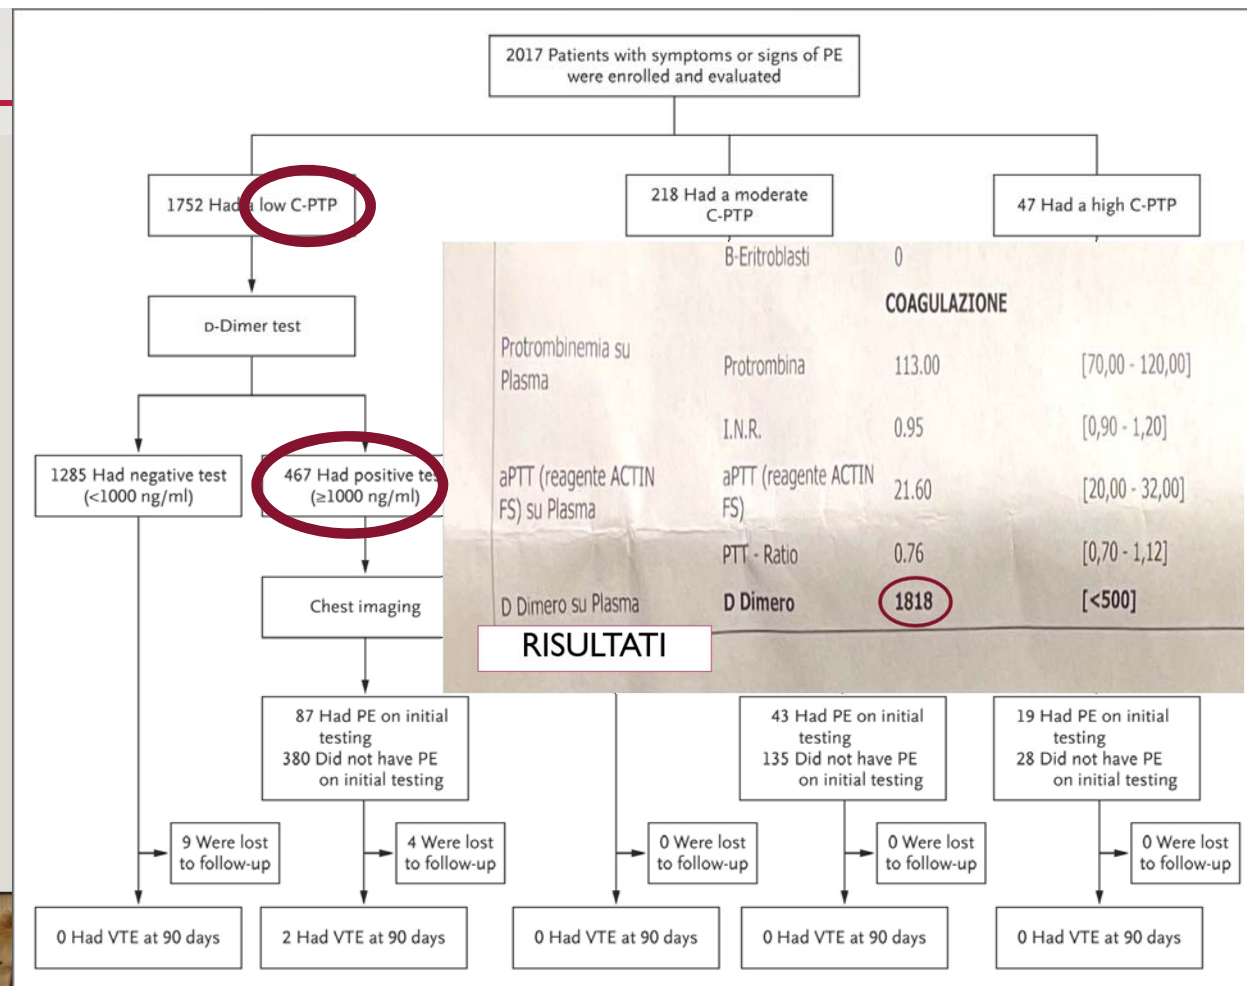 2017 Patients with symptoms or signs of PE
were enrolled and evaluated
1752 Had a low C-PTP
218 Had a moderate
C-PTP
47 Had a high C-PTP
D-Dimer test
1285 Had negative test
(<1000 ng/ml)
467 Had positive tes
(≥1000 ng/ml)
Chest imaging
B-Eritroblasti 0
COAGULAZIONE
Protrombinemia su
Plasma
Protrombina 113.00 [70,00 - 120,00]
I.N.R. 0.95 [0,90 - 1,20]
aPTT (reagente ACTIN
FS) su Plasma
aPTT (reagente ACTIN
FS)
21.60 [20,00 - 32,00]
PTT - Ratio 0.76 [0,70 - 1,12]
D Dimero su Plasma D Dimero 1818 [<500]
RISULTATI
87 Had PE on initial
testing
380 Did not have PE
on initial testing
43 Had PE on initial
testing
135 Did not have PE
on initial testing
19 Had PE on initial
testing
28 Did not have PE
on initial testing
9 Were lost
to follow-up
4 Were lost
to follow-up
0 Were lost
to follow-up
0 Were lost
to follow-up
0 Were lost
to follow-up
0 Had VTE at 90 days
2 Had VTE at 90 days
0 Had VTE at 90 days
0 Had VTE at 90 days
0 Had VTE at 90 days